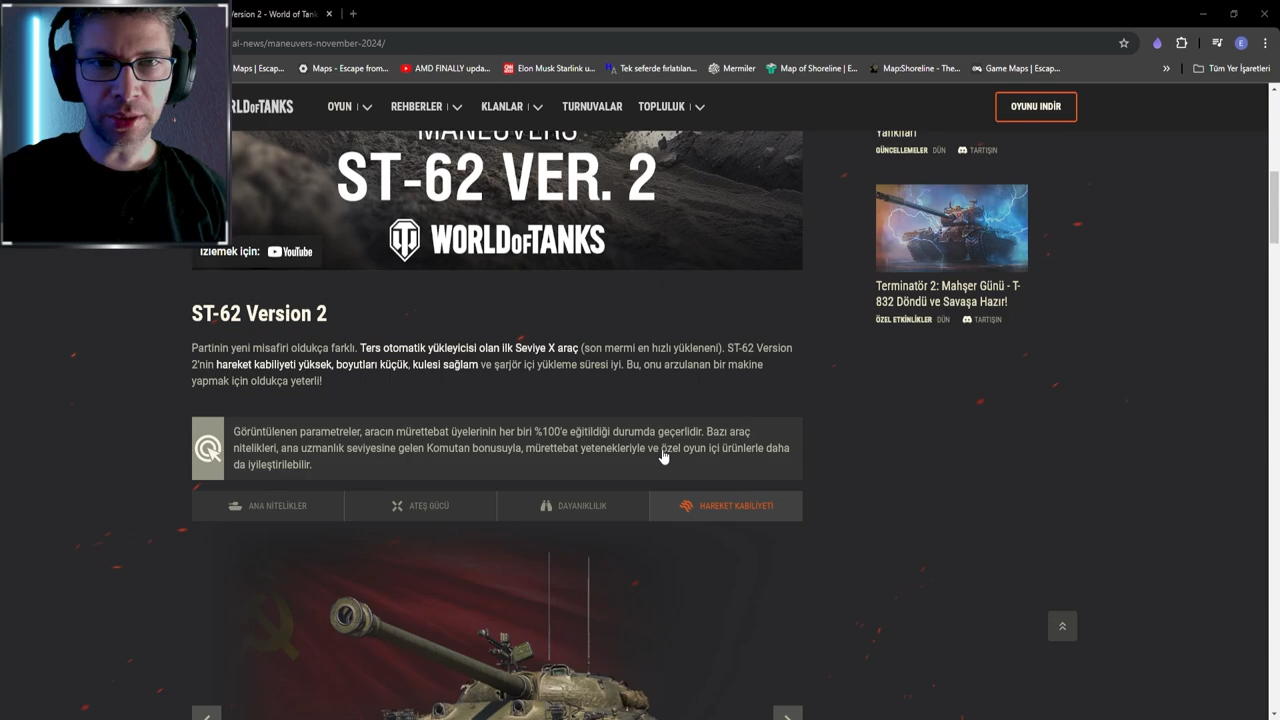 ersion 2 - World of Tank
al-news/maneuvers-november-2024/
Maps | Escap...
Maps - Escape from...
AMD FINALLY upda...
Elon Musk Starlink u...
Tek seferde fırlatılan...
Mermiler
Map of Shoreline | E...
Map:Shoreline - The...
Game Maps | Escap...
Tüm Yer İşaretleri
E
RLDOFTANKS
OYUN
REHBERLER
KLANLAR
TURNUVALAR
TOPLULUK
OYUNU INDİR
MANEUVERS
ST-62 VER. 2
WORLD OF TANKS
İzlemek için: YouTube
Yankıları
GÜNCELLEMELER DÜN TARTIŞIN
Terminatör 2: Mahşer Günü - T-
832 Döndü ve Savaşa Hazır!
ÖZEL ETKİNLİKLER DÜN TARTIŞIN
ST-62 Version 2
Partinin yeni misafiri oldukça farklı. Ters otomatik yükleyicisi olan ilk Seviye X araç (son mermi en hızlı yükleneni). ST-62 Version
2'nin hareket kabiliyeti yüksek, boyutları küçük, kulesi sağlam ve şarjör içi yükleme süresi iyi. Bu, onu arzulanan bir makine
yapmak için oldukça yeterli!
Görüntülenen parametreler, aracın mürettebat üyelerinin her biri %100'e eğitildiği durumda geçerlidir. Bazı araç
nitelikleri, ana uzmanlık seviyesine gelen Komutan bonusuyla, mürettebat yetenekleriyle ve özel oyun içi ürünlerle daha
da iyileştirilebilir.
ANA NİTELİKLER
ATEŞ GÜCÜ
DAYANIKLILIK
HAREKET KABİLİYETİ